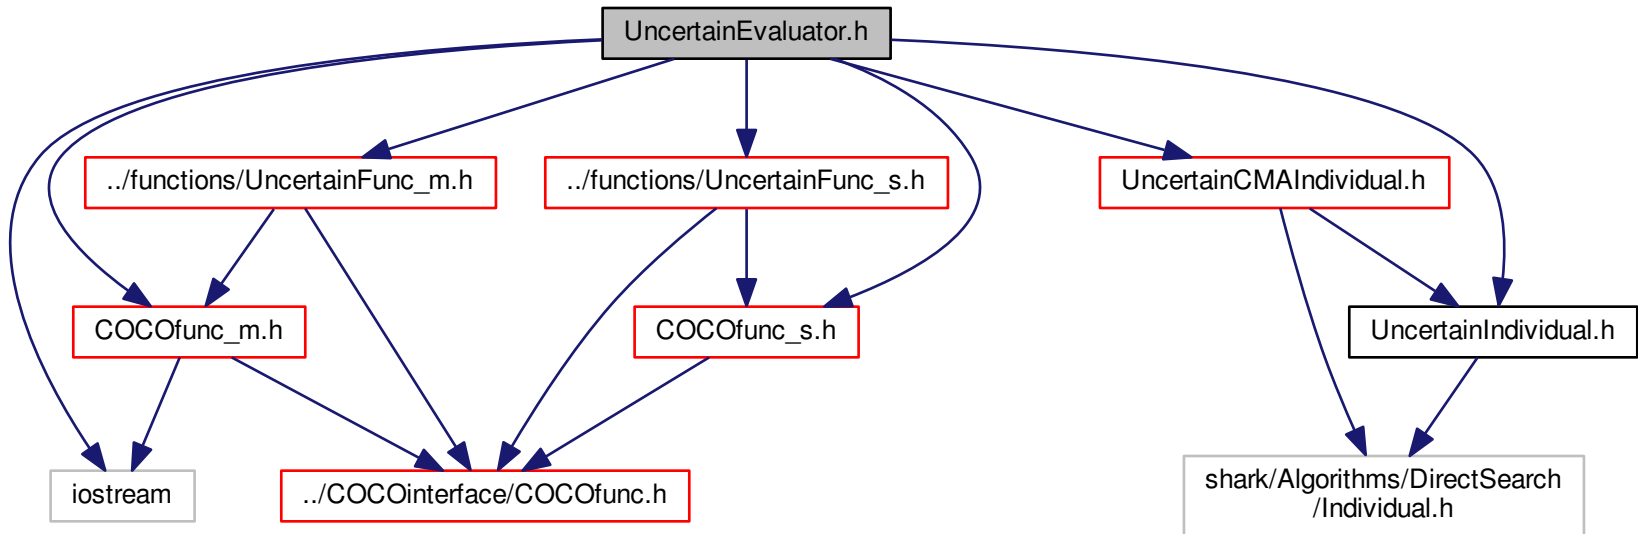 UncertainEvaluator.h
../functions/UncertainFunc_m.h
../functions/UncertainFunc_s.h
UncertainCMAIndividual.h
COCOfunc_m.h
COCOfunc_s.h
UncertainIndividual.h
iostream
../COCOinterface/COCOfunc.h
shark/Algorithms/DirectSearch
/Individual.h